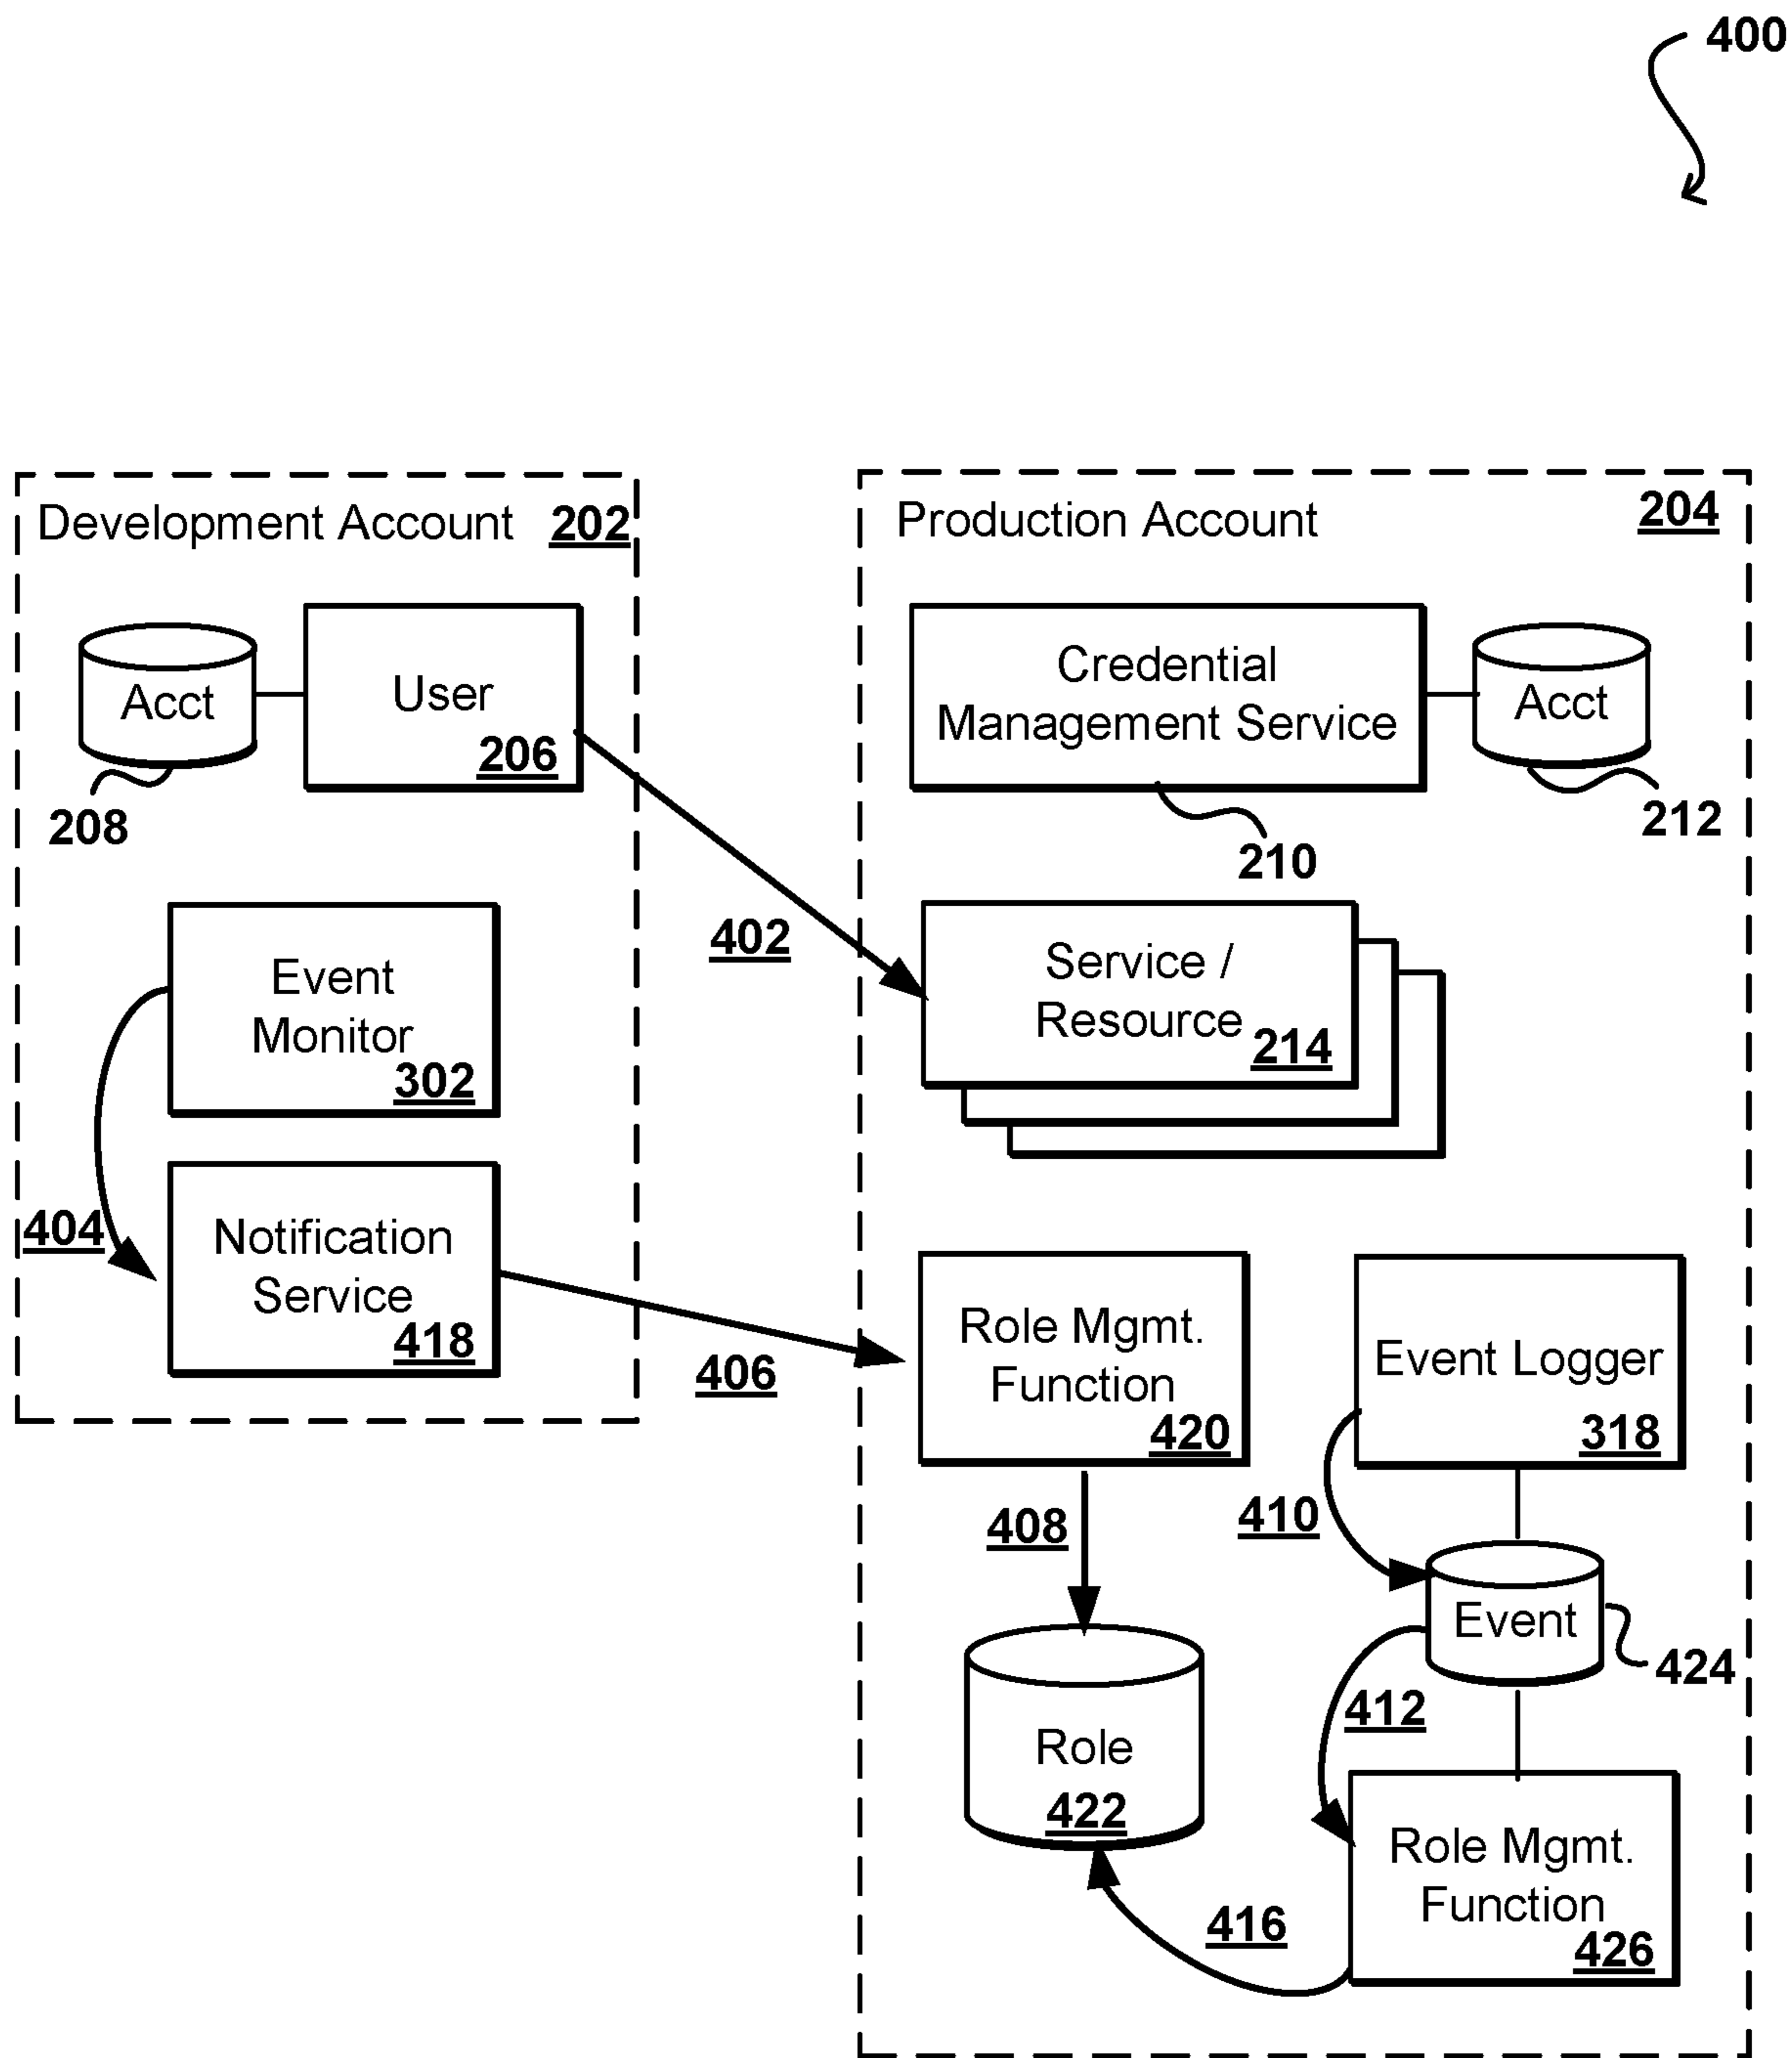 400
Development Account 202
Acct
208
User
206
Event
Monitor
302
404
Notification
Service
418
402
406
Production Account 204
Credential
Management Service
210
Acct
212
Service /
Resource
214
Role Mgmt.
Function
420
408
Role
422
Event Logger
318
410
Event
424
412
Role Mgmt.
Function
426
416